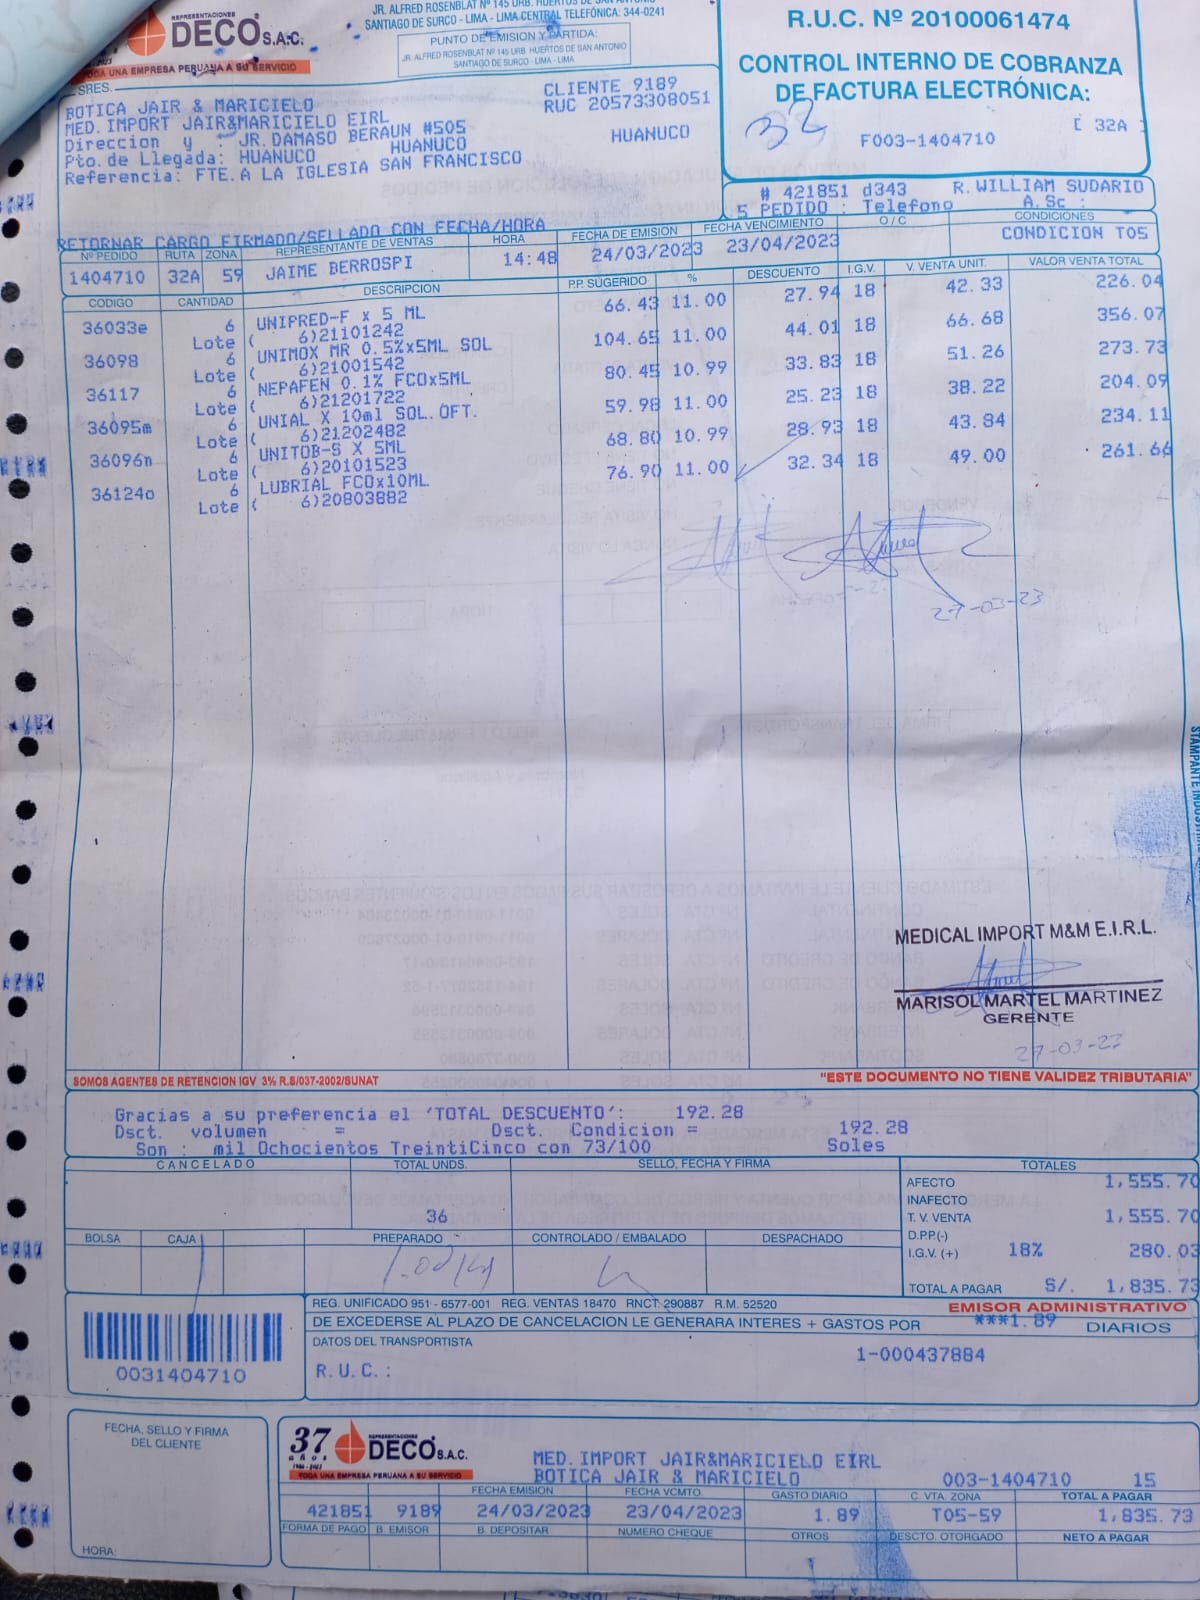 37 años
REPRESENTACIONES
DECO S.A.C.
TODA UNA EMPRESA PERUANA A SU SERVICIO
JR. ALFRED ROSENBLAT Nº 145 URB. HUERTOS DE SAN ANTONIO
SANTIAGO DE SURCO - LIMA - LIMA CENTRAL TELEFÓNICA: 344-0241
PUNTO DE EMISION Y PARTIDA:
JR. ALFRED ROSENBLAT Nº 145 URB. HUERTOS DE SAN ANTONIO
SANTIAGO DE SURCO - LIMA - LIMA
R.U.C. Nº 20100061474
CONTROL INTERNO DE COBRANZA
DE FACTURA ELECTRÓNICA:
32
[ 32A ]
F003-1404710
SRES.
BOTICA JAIR & MARICIELO CLIENTE 9189
MED.IMPORT JAIR&MARICIELO EIRL RUC 20573308051
Direccion y : JR.DAMASO BERAUN #505
Pto.de Llegada: HUANUCO HUANUCO HUANUCO
Referencia: FTE.A LA IGLESIA SAN FRANCISCO
# 421851 d343 R.WILLIAM SUDARIO
5 PEDIDO : Telefono A.Sc :
RETORNAR CARGO FIRMADO/SELLADO CON FECHA/HORA
Nº PEDIDO RUTA ZONA REPRESENTANTE DE VENTAS HORA FECHA DE EMISION FECHA VENCIMIENTO O / C CONDICIONES
1404710 32A 59 JAIME BERROSPI 14:48 24/03/2023 23/04/2023 CONDICION T05
CODIGO CANTIDAD DESCRIPCION P.P. SUGERIDO % DESCUENTO I.G.V. V. VENTA UNIT. VALOR VENTA TOTAL
36033e 6 UNIPRED-F x 5 ML 66.43 11.00 27.94 18 42.33 226.04
Lote ( 6)21101242
36098 6 UNIMOX MR 0.5%x5ML SOL 104.65 11.00 44.01 18 66.68 356.07
Lote ( 6)21001542
36117 6 NEPAFEN 0.1% FCOx5ML 80.45 10.99 33.83 18 51.26 273.73
Lote ( 6)21201722
36095m 6 UNIAL X 10ml SOL.OFT. 59.98 11.00 25.23 18 38.22 204.09
Lote ( 6)21202482
36096n 6 UNITOB-S X 5ML 68.80 10.99 28.93 18 43.84 234.11
Lote ( 6)20101523
36124o 6 LUBRIAL FCOx10ML 76.90 11.00 32.34 18 49.00 261.66
Lote ( 6)20803882
27-03-23
MEDICAL IMPORT M&M E.I.R.L.
MARISOL MARTEL MARTINEZ
GERENTE
27-03-23
SOMOS AGENTES DE RETENCION IGV 3% R.S/037-2002/SUNAT
"ESTE DOCUMENTO NO TIENE VALIDEZ TRIBUTARIA"
Gracias a su preferencia el 'TOTAL DESCUENTO': 192.28
Dsct. volumen = Dsct. Condicion = 192.28
Son : mil Ochocientos TreintiCinco con 73/100 Soles
CANCELADO TOTAL UNDS. SELLO, FECHA Y FIRMA TOTALES
36
AFECTO 1,555.70
INAFECTO
T. V. VENTA 1,555.70
D.P.P.(-)
I.G.V. (+) 18% 280.03
TOTAL A PAGAR S/. 1,835.73
BOLSA CAJA PREPARADO CONTROLADO / EMBALADO DESPACHADO
REG. UNIFICADO 951 - 6577-001 REG. VENTAS 18470 RNCT. 290887 R.M. 52520
EMISOR ADMINISTRATIVO
DE EXCEDERSE AL PLAZO DE CANCELACION LE GENERARA INTERES + GASTOS POR ***1.89 DIARIOS
DATOS DEL TRANSPORTISTA
1-000437884
R.U.C.:
0031404710
FECHA, SELLO Y FIRMA
DEL CLIENTE
HORA:
37 años
REPRESENTACIONES
DECO S.A.C.
TODA UNA EMPRESA PERUANA A SU SERVICIO
MED.IMPORT JAIR&MARICIELO EIRL
BOTICA JAIR & MARICIELO 003-1404710 15
FECHA EMISION FECHA VCMTO. GASTO DIARIO C. VTA. ZONA TOTAL A PAGAR
421851 9189 24/03/2023 23/04/2023 1.89 T05-59 1,835.73
FORMA DE PAGO B. EMISOR B. DEPOSITAR NUMERO CHEQUE OTROS DESCTO. OTORGADO NETO A PAGAR